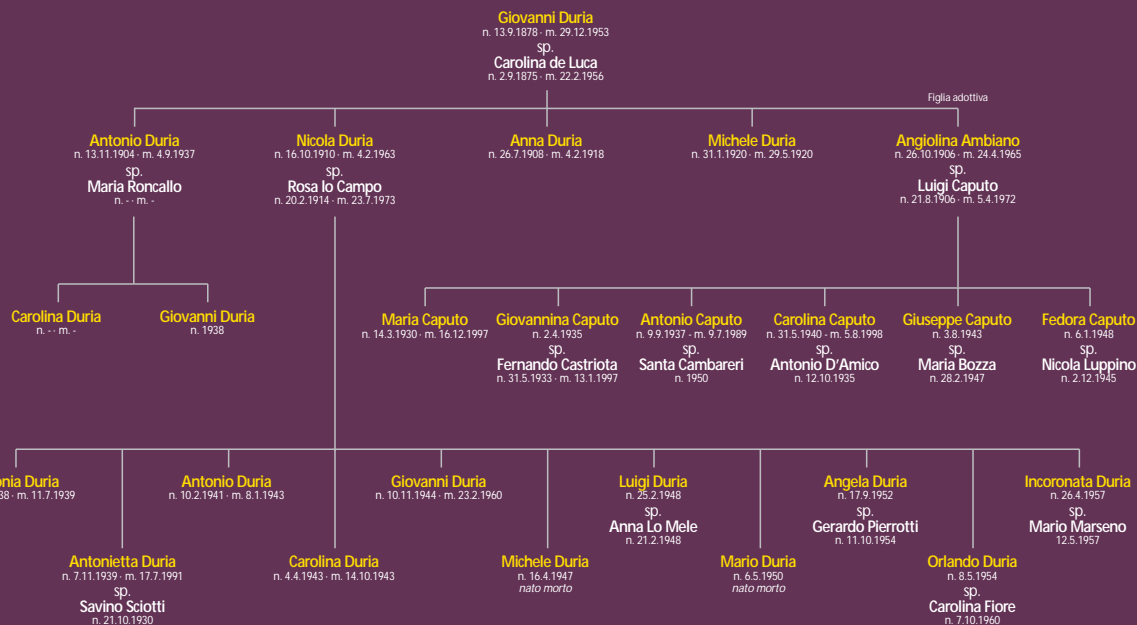 Giovanni Duria
n. 13.9.1878 · m. 29.12.1953
sp.
Carolina de Luca
n. 2.9.1875 · m. 22.2.1956
Figlia adottiva
Antonio Duria
n. 13.11.1904 · m. 4.9.1937
sp.
Maria Roncallo
n. - · m. -
Nicola Duria
n. 16.10.1910 · m. 4.2.1963
sp.
Rosa lo Campo
n. 20.2.1914 · m. 23.7.1973
Anna Duria
n. 26.7.1908 · m. 4.2.1918
Michele Duria
n. 31.1.1920 · m. 29.5.1920
Angiolina Ambiano
n. 26.10.1906 · m. 24.4.1965
sp.
Luigi Caputo
n. 21.8.1906 · m. 5.4.1972
Carolina Duria
n. - · m. -
Giovanni Duria
n. 1938
Maria Caputo
n. 14.3.1930 · m. 16.12.1997
Giovannina Caputo
n. 2.4.1935
sp.
Fernando Castriota
n. 31.5.1933 · m. 13.1.1997
Antonio Caputo
n. 9.9.1937 · m. 9.7.1989
sp.
Santa Cambareri
n. 1950
Carolina Caputo
n. 31.5.1940 · m. 5.8.1998
sp.
Antonio D'Amico
n. 12.10.1935
Giuseppe Caputo
n. 3.8.1943
sp.
Maria Bozza
n. 28.2.1947
Fedora Caputo
n. 6.1.1948
sp.
Nicola Luppino
n. 2.12.1945
onia Duria
38 · m. 11.7.1939
Antonietta Duria
n. 7.11.1939 · m. 17.7.1991
sp.
Savino Sciotti
n. 21.10.1930
Antonio Duria
n. 10.2.1941 · m. 8.1.1943
Carolina Duria
n. 4.4.1943 · m. 14.10.1943
Giovanni Duria
n. 10.11.1944 · m. 23.2.1960
Michele Duria
n. 16.4.1947
nato morto
Luigi Duria
n. 25.2.1948
sp.
Anna Lo Mele
n. 21.2.1948
Mario Duria
n. 6.5.1950
nato morto
Angela Duria
n. 17.9.1952
sp.
Gerardo Pierrotti
n. 11.10.1954
Orlando Duria
n. 8.5.1954
sp.
Carolina Fiore
n. 7.10.1960
Incoronata Duria
n. 26.4.1957
sp.
Mario Marseno
12.5.1957